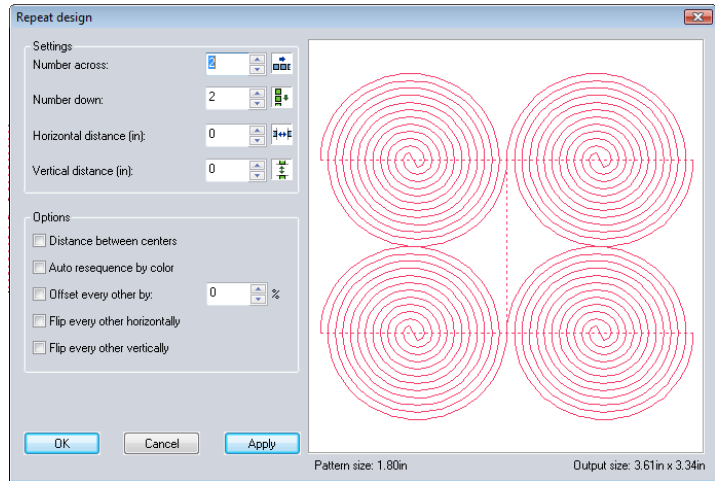 Repeat design
Settings
Number across: 2
Number down: 2
Horizontal distance (in): 0
Vertical distance (in): 0
Options
Distance between centers
Auto resequence by color
Offset every other by: 0 %
Flip every other horizontally
Flip every other vertically
OK Cancel Apply
Pattern size: 1.80in Output size: 3.61in x 3.34in